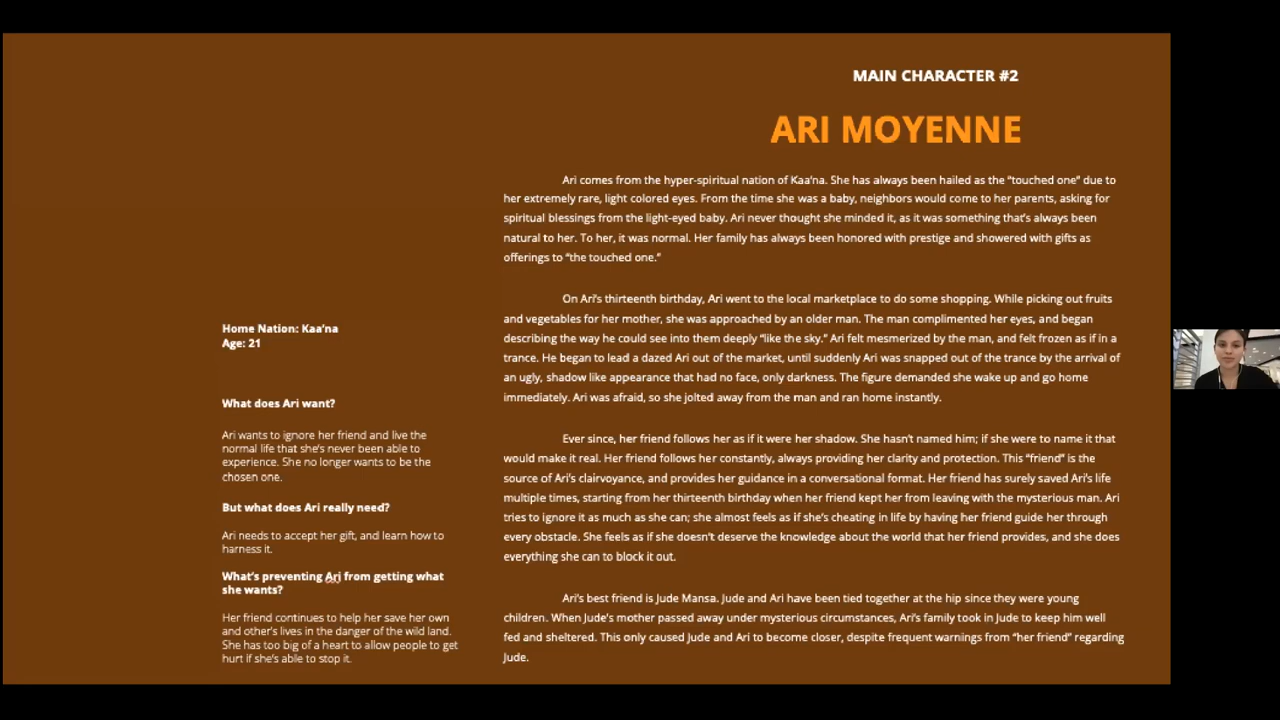 MAIN CHARACTER #2
ARI MOYENNE
Home Nation: Kaa'na
Age: 21
What does Ari want?
Ari wants to ignore her friend and live the
normal life that she's never been able to
experience. She no longer wants to be the
chosen one.
But what does Ari really need?
Ari needs to accept her gift, and learn how to
harness it.
What's preventing Ari from getting what
she wants?
Her friend continues to help her save her own
and other's lives in the danger of the wild land.
She has too big of a heart to allow people to get
hurt if she's able to stop it.
Ari comes from the hyper-spiritual nation of Kaa'na. She has always been hailed as the "touched one" due to
her extremely rare, light colored eyes. From the time she was a baby, neighbors would come to her parents, asking for
spiritual blessings from the light-eyed baby. Ari never thought she minded it, as it was something that's always been
natural to her. To her, it was normal. Her family has always been honored with prestige and showered with gifts as
offerings to "the touched one."
On Ari's thirteenth birthday, Ari went to the local marketplace to do some shopping. While picking out fruits
and vegetables for her mother, she was approached by an older man. The man complimented her eyes, and began
describing the way he could see into them deeply "like the sky." Ari felt mesmerized by the man, and felt frozen as if in a
trance. He began to lead a dazed Ari out of the market, until suddenly Ari was snapped out of the trance by the arrival of
an ugly, shadow like appearance that had no face, only darkness. The figure demanded she wake up and go home
immediately. Ari was afraid, so she jolted away from the man and ran home instantly.
Ever since, her friend follows her as if it were her shadow. She hasn't named him; if she were to name it that
would make it real. Her friend follows her constantly, always providing her clarity and protection. This "friend" is the
source of Ari's clairvoyance, and provides her guidance in a conversational format. Her friend has surely saved Ari's life
multiple times, starting from her thirteenth birthday when her friend kept her from leaving with the mysterious man. Ari
tries to ignore it as much as she can; she almost feels as if she's cheating in life by having her friend guide her through
every obstacle. She feels as if she doesn't deserve the knowledge about the world that her friend provides, and she does
everything she can to block it out.
Ari's best friend is Jude Mansa. Jude and Ari have been tied together at the hip since they were young
children. When Jude's mother passed away under mysterious circumstances, Ari's family took in Jude to keep him well
fed and sheltered. This only caused Jude and Ari to become closer, despite frequent warnings from "her friend" regarding
Jude.